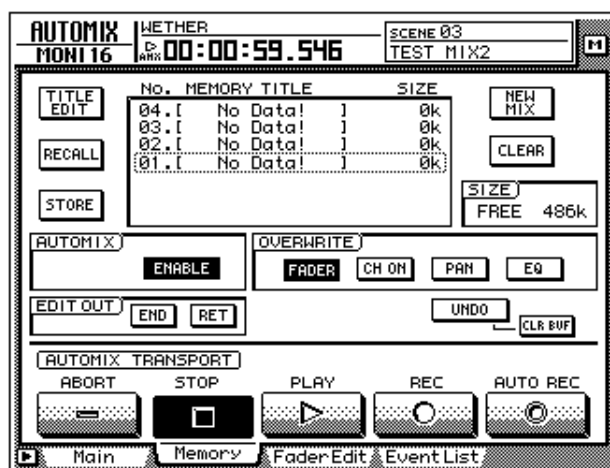 AUTOMIX
MONI 16
WETHER
AMX 00:00:59.546
SCENE 03
TEST MIX2
M
TITLE EDIT
RECALL
STORE
No. MEMORY TITLE SIZE
04.[ No Data! ] 0k
03.[ No Data! ] 0k
02.[ No Data! ] 0k
01.[ No Data! ] 0k
NEW MIX
CLEAR
SIZE
FREE 486k
AUTOMIX
ENABLE
OVERWRITE
FADER CH ON PAN EQ
EDIT OUT
END RET
UNDO
CLR BUF
AUTOMIX TRANSPORT
ABORT STOP PLAY REC AUTO REC
Main Memory Fader Edit Event List